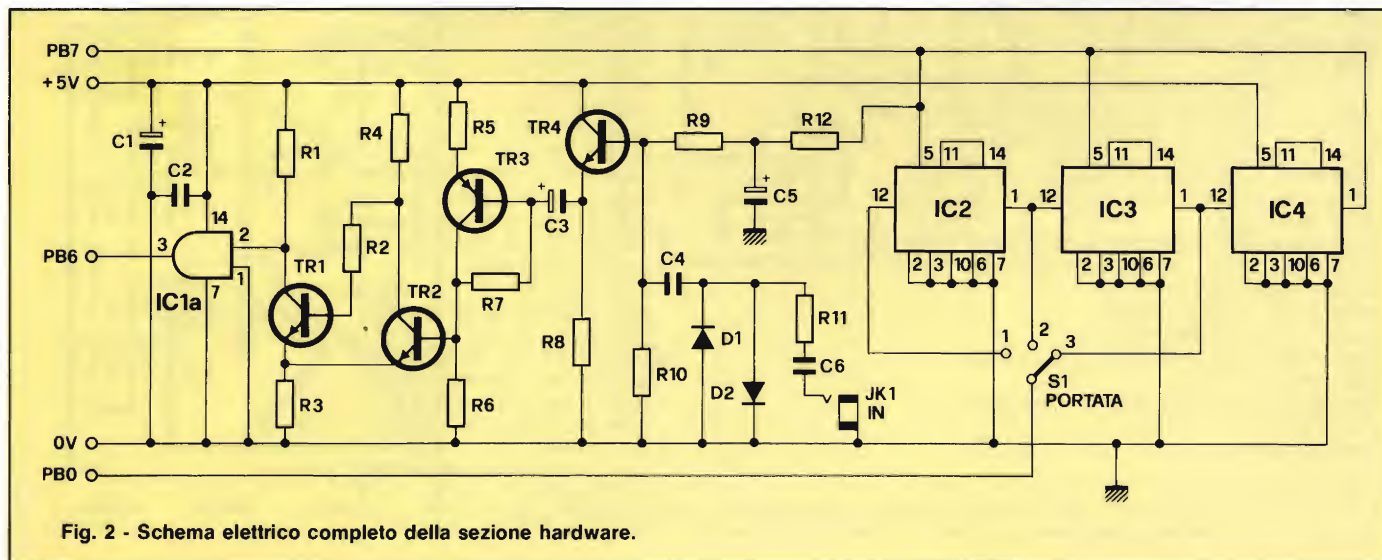 PB7
+5V
C1
+
C2
R1
R4
R5
TR3
TR4
R9
R12
+
C5
5 11 14
5 11 14
5 11 14
12
IC2
1
12
IC3
1
12
IC4
1
14
3
2
1
7
PB6
IC1a
TR1
R2
TR2
R7
+
C3
C4
2 3 10 6 7
2 3 10 6 7
2 3 10 6 7
R3
R6
R8
R10
D1
D2
R11
C6
JK1
IN
1
2
3
S1
PORTATA
0V
PB0
Fig. 2 - Schema elettrico completo della sezione hardware.